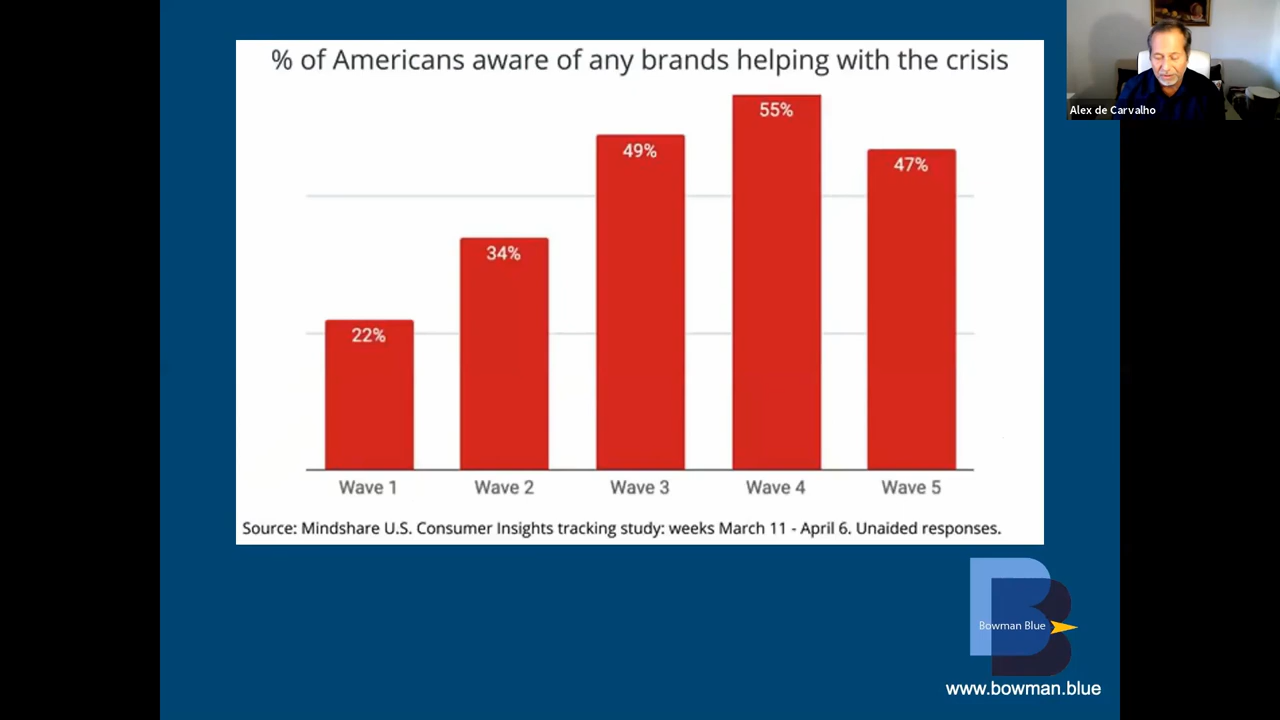 % of Americans aware of any brands helping with the crisis
Alex de Carvalho
55%
49%
47%
34%
22%
Wave 1 Wave 2 Wave 3 Wave 4 Wave 5
Source: Mindshare U.S. Consumer Insights tracking study: weeks March 11 - April 6. Unaided responses.
Bowman Blue
www.bowman.blue